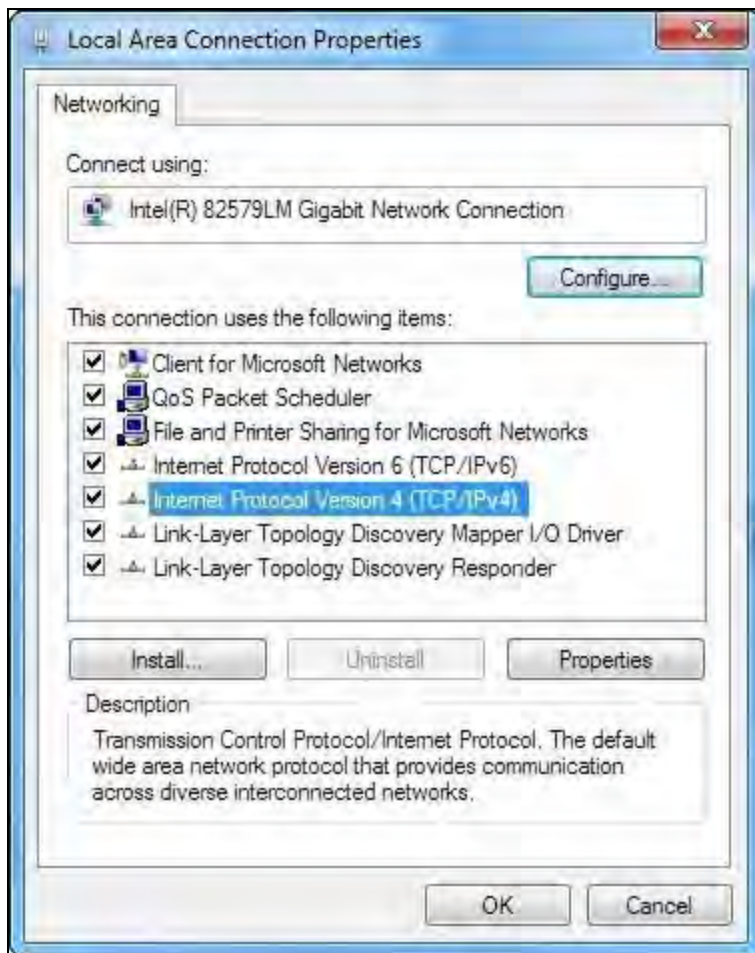 Local Area Connection Properties
Networking
Connect using:
Intel(R) 82579LM Gigabit Network Connection
Configure...
This connection uses the following items:
Client for Microsoft Networks
QoS Packet Scheduler
File and Printer Sharing for Microsoft Networks
Internet Protocol Version 6 (TCP/IPv6)
Internet Protocol Version 4 (TCP/IPv4)
Link-Layer Topology Discovery Mapper I/O Driver
Link-Layer Topology Discovery Responder
Install...
Uninstall
Properties
Description
Transmission Control Protocol/Internet Protocol. The default
wide area network protocol that provides communication
across diverse interconnected networks.
OK
Cancel